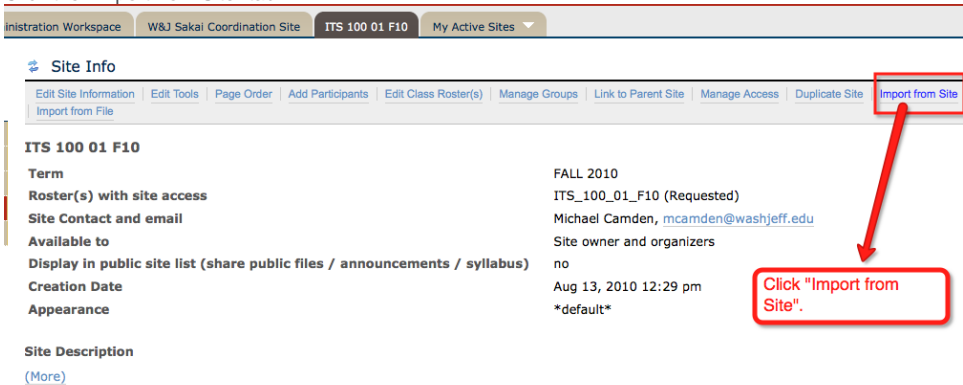 inistration Workspace W&J Sakai Coordination Site ITS 100 01 F10 My Active Sites
Site Info
Edit Site Information Edit Tools Page Order Add Participants Edit Class Roster(s) Manage Groups Link to Parent Site Manage Access Duplicate Site Import from Site
Import from File
ITS 100 01 F10
Term FALL 2010
Roster(s) with site access ITS_100_01_F10 (Requested)
Site Contact and email Michael Camden, mcamden@washjeff.edu
Available to Site owner and organizers
Display in public site list (share public files / announcements / syllabus) no
Creation Date Aug 13, 2010 12:29 pm
Appearance *default*
Click "Import from
Site".
Site Description
(More)